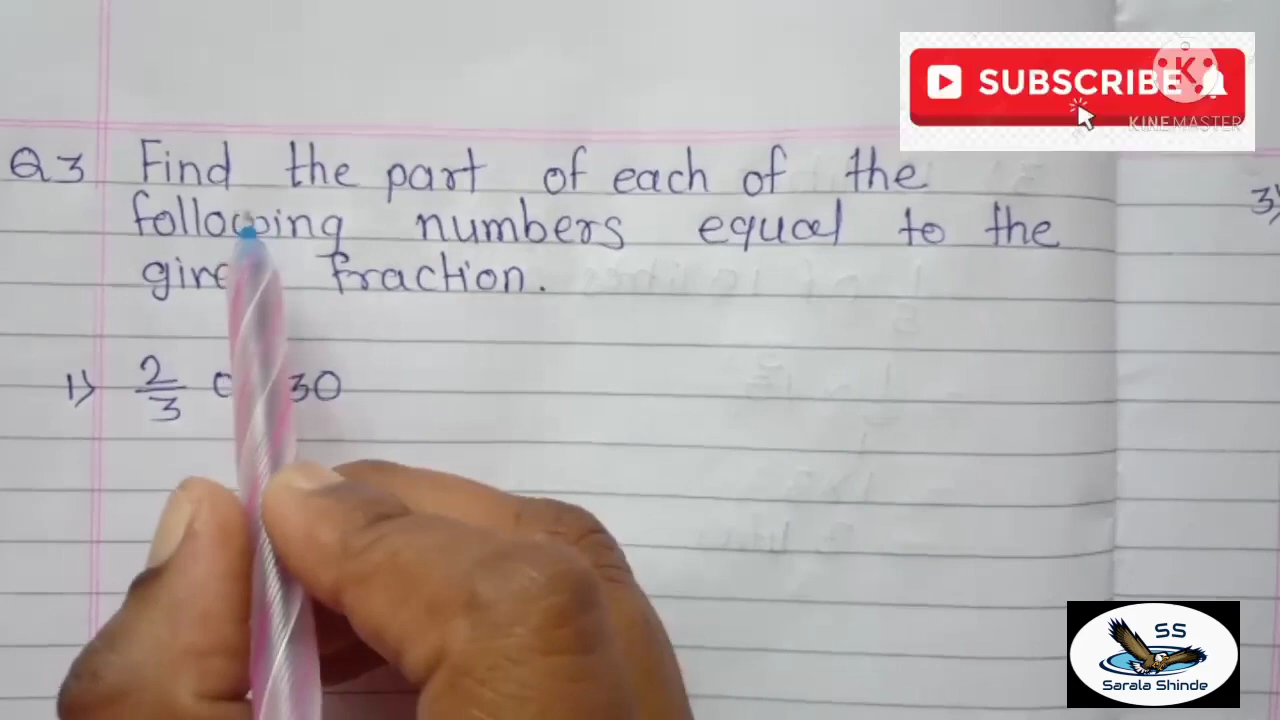 SUBSCRIBE
KINEMASTER
Q3 Find the part of each of the
following numbers equal to the
fraction.
3)
1) 2/3 30
SS
Sarala Shinde